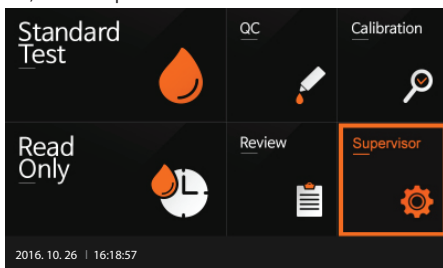 Standard
Test
QC
Calibration
Read
Only
Review
Supervisor
2016. 10. 26 | 16:18:57